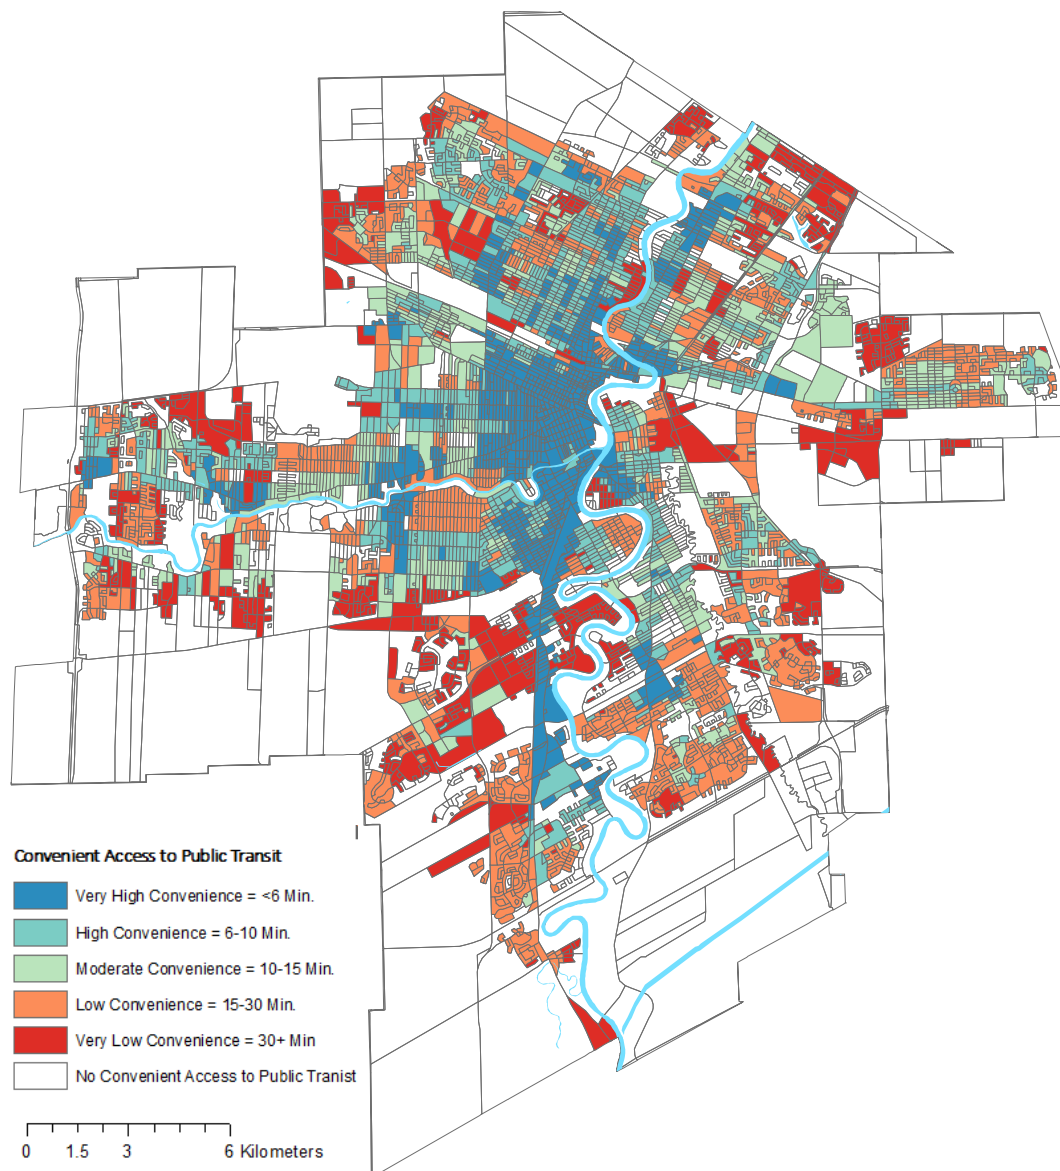 Convenient Access to Public Transit
Very High Convenience = <6 Min.
High Convenience = 6-10 Min.
Moderate Convenience = 10-15 Min.
Low Convenience = 15-30 Min.
Very Low Convenience = 30+ Min
No Convenient Access to Public Tranist
0 1.5 3 6 Kilometers